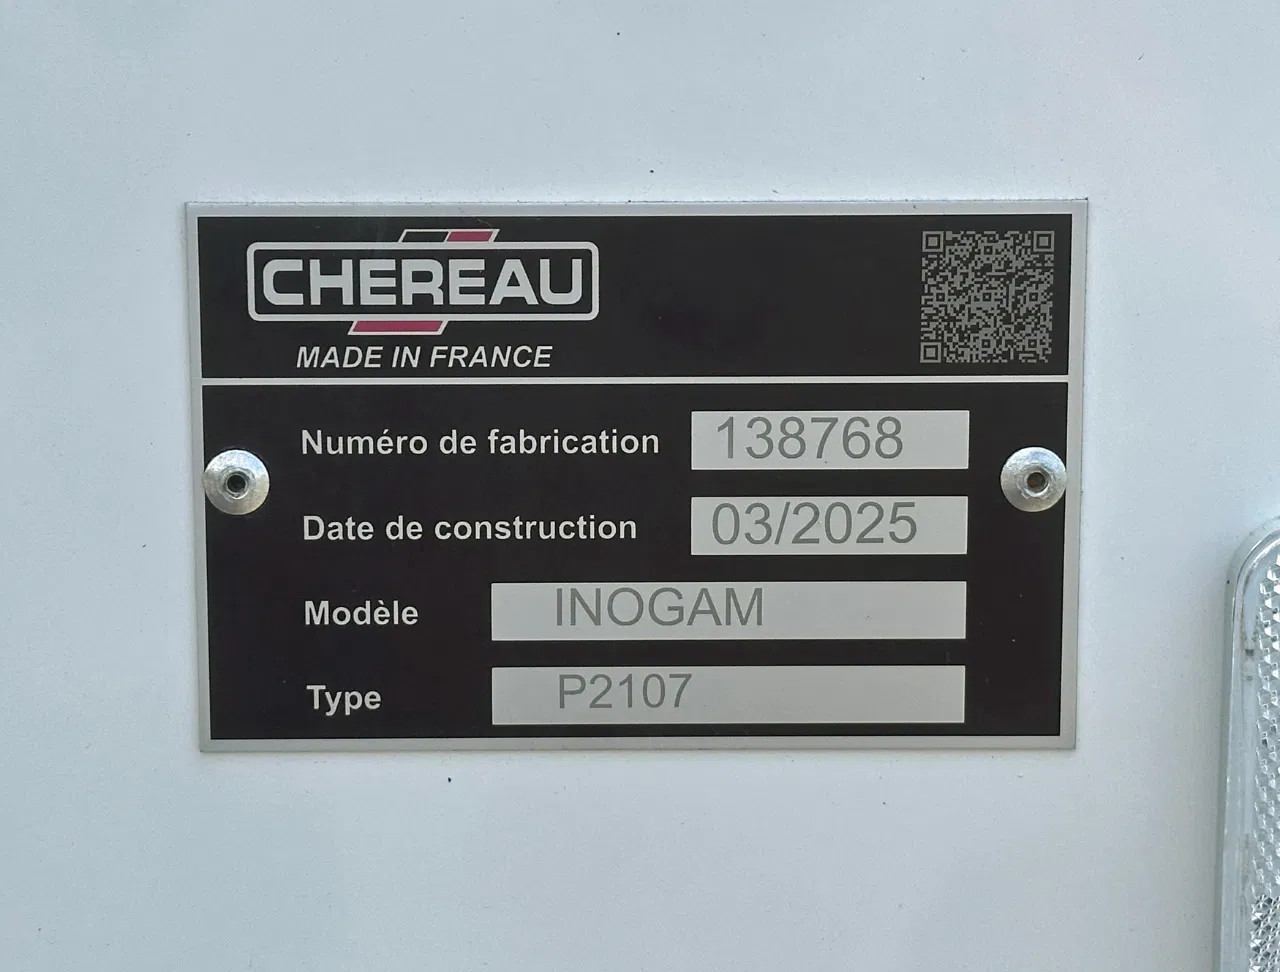 CHEREAU
MADE IN FRANCE
Numéro de fabrication 138768
Date de construction 03/2025
Modèle INOGAM
Type P2107